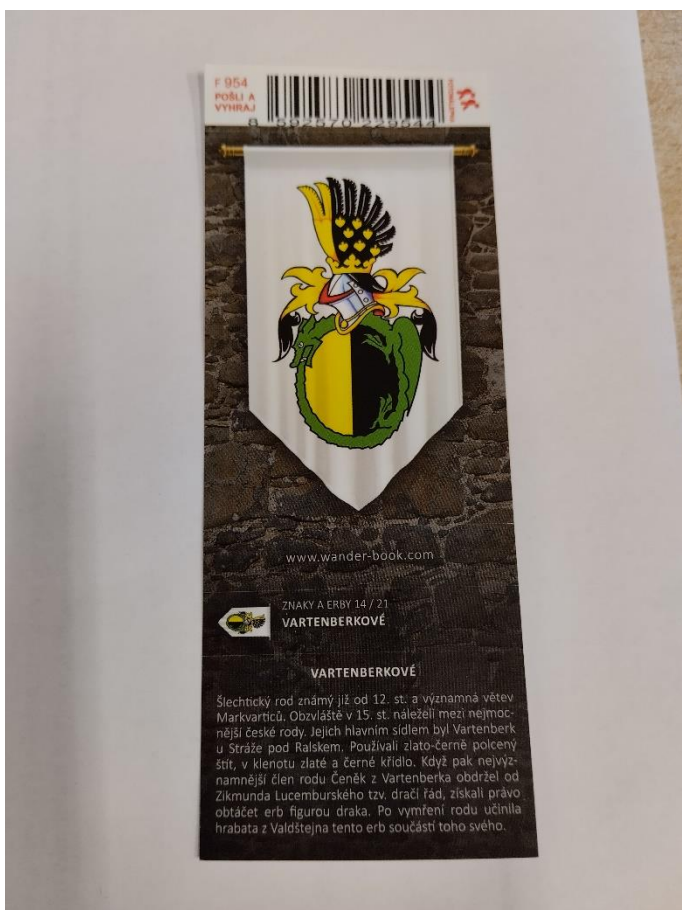 F 954
POŠLI A
VYHRAJ
8 592570 229544
www.wander-book.com
ZNAKY A ERBY 14 / 21
VARTENBERKOVÉ
VARTENBERKOVÉ
Šlechtický rod známý již od 12. st. a významná větev
Markvarticů. Obzvláště v 15. st. náleželi mezi nejmoc-
nější české rody. Jejich hlavním sídlem byl Vartenberk
u Stráže pod Ralskem. Používali zlato-černě polcený
štít, v klenotu zlaté a černé křídlo. Když pak nejvýz-
namnější člen rodu Čeněk z Vartenberka obdržel od
Zikmunda Lucemburského tzv. dračí řád, získali právo
obtáčet erb figurou draka. Po vymření rodu učinila
hrabata z Valdštejna tento erb součástí toho svého.